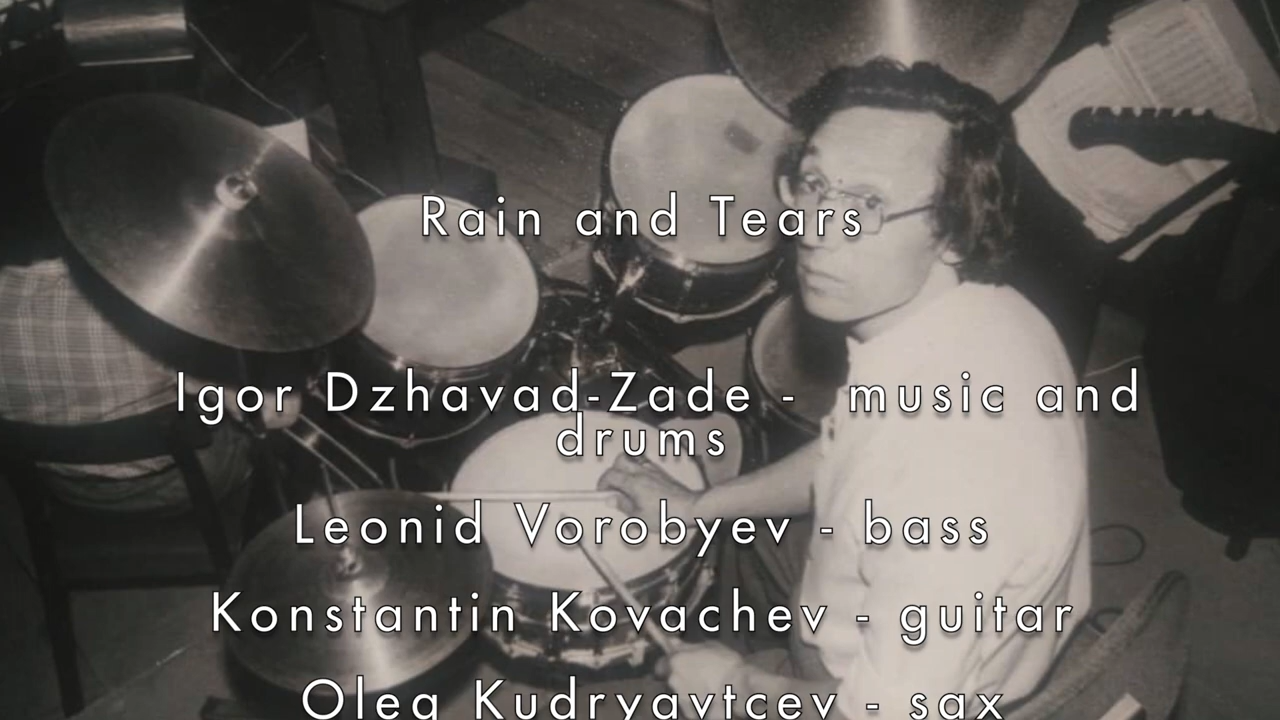 Rain and Tears
Igor Dzhavad-Zade - music and
drums
Leonid Vorobyev - bass
Konstantin Kovachev - guitar
Oleg Kudryavtcev - sax